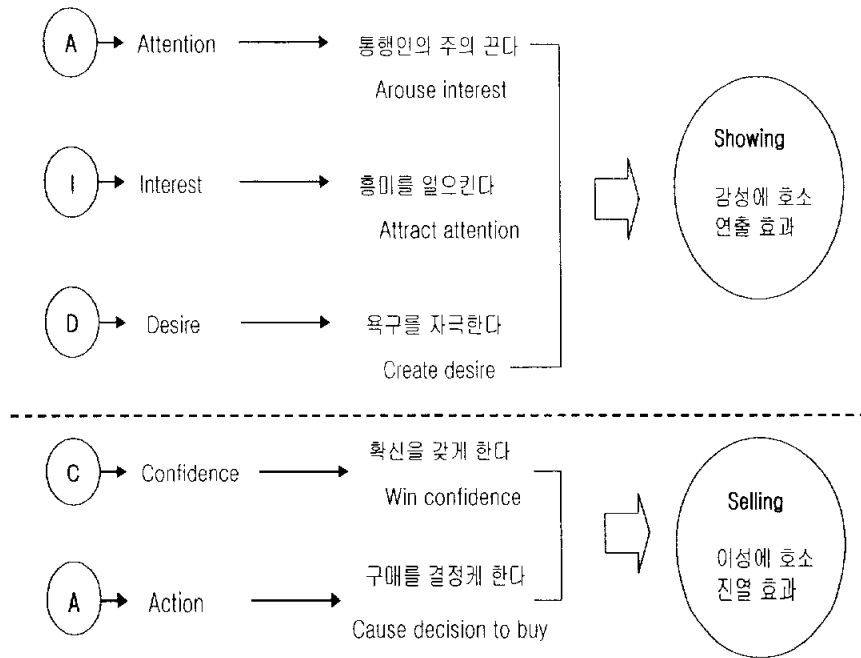 A Attention 통행인의 주의 끈다
Arouse interest
I Interest 흥미를 일으킨다
Attract attention
D Desire 욕구를 자극한다
Create desire
Showing
감성에 호소
연출 효과
C Confidence 확신을 갖게 한다
Win confidence
A Action 구매를 결정케 한다
Cause decision to buy
Selling
이성에 호소
진열 효과